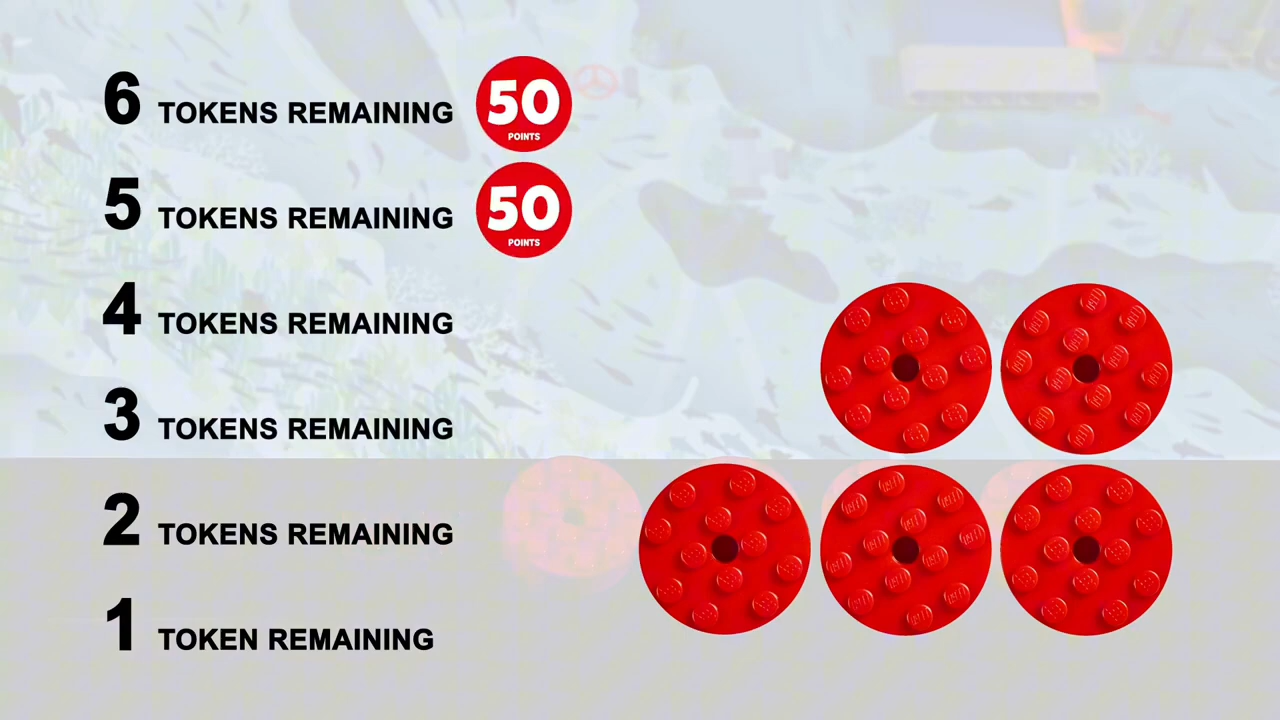 6 TOKENS REMAINING 50 POINTS
5 TOKENS REMAINING 50 POINTS
4 TOKENS REMAINING
3 TOKENS REMAINING
2 TOKENS REMAINING
1 TOKEN REMAINING